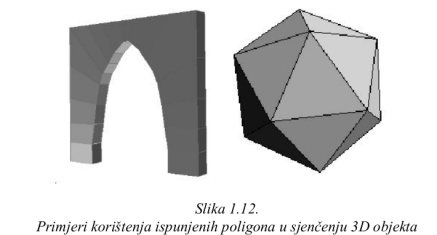 Slika 1.12.
Primjeri korištenja ispunjenih poligona u sjenčenju 3D objekta